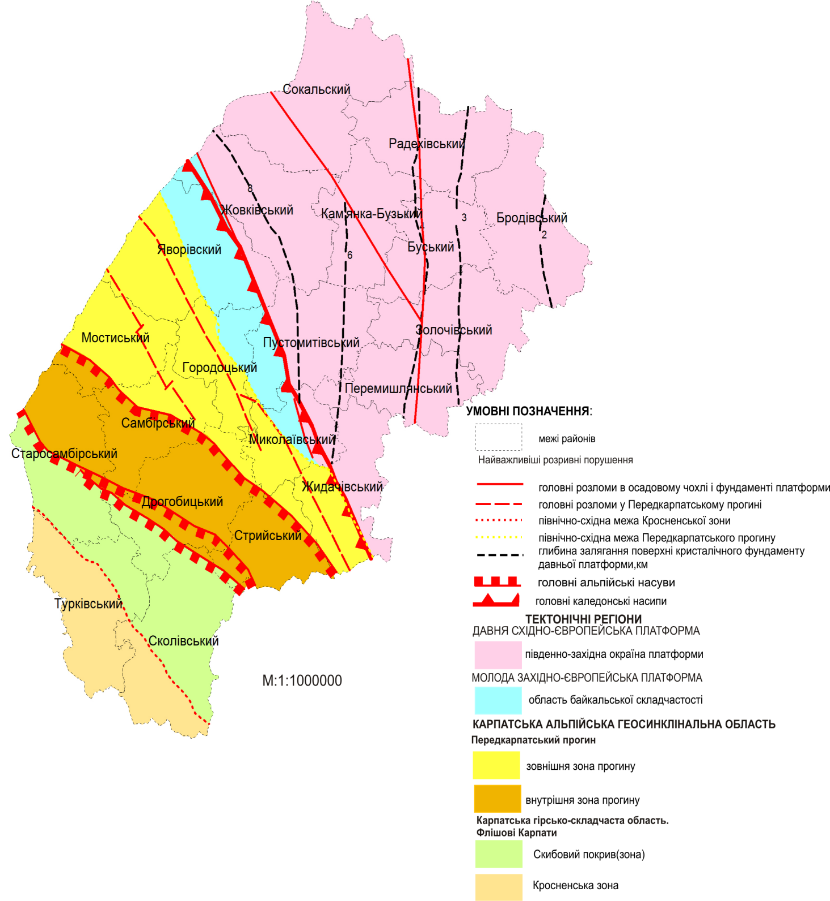 Сокальский
Радехівський
8
Жовківський
Кам'янка-Бузький
3
Бродівський
2
Яворівский
Буський
6
Мостиський
Пустомитівський
Золочівський
Городоцький
Перемишлянський
Самбірський
Миколаївський
Старосамбірський
Жидачівський
Дрогобицький
Стрийський
Турківський
Сколівський
М:1:1000000
УМОВНІ ПОЗНАЧЕННЯ:
межі районів
Найважливіші розривні порушення
головні розломи в осадовому чохлі і фундаменті платформи
головні розломи у Передкарпатському прогині
північно-східна межа Кросненської зони
північно-східна межа Передкарпатського прогину
глибина залягання поверхні кристалічного фундаменту
давньої платформи,км
головні альпійські насуви
головні каледонські насипи
ТЕКТОНІЧНІ РЕГІОНИ
ДАВНЯ СХІДНО-ЄВРОПЕЙСЬКА ПЛАТФОРМА
південно-західна окраїна платформи
МОЛОДА ЗАХІДНО-ЄВРОПЕЙСЬКА ПЛАТФОРМА
область байкальської складчастості
КАРПАТСЬКА АЛЬПІЙСЬКА ГЕОСИНКЛІНАЛЬНА ОБЛАСТЬ
Передкарпатський прогин
зовнішня зона прогину
внутрішня зона прогину
Карпатська гірсько-складчаста область.
Флішові Карпати
Скибовий покрив(зона)
Кросненська зона